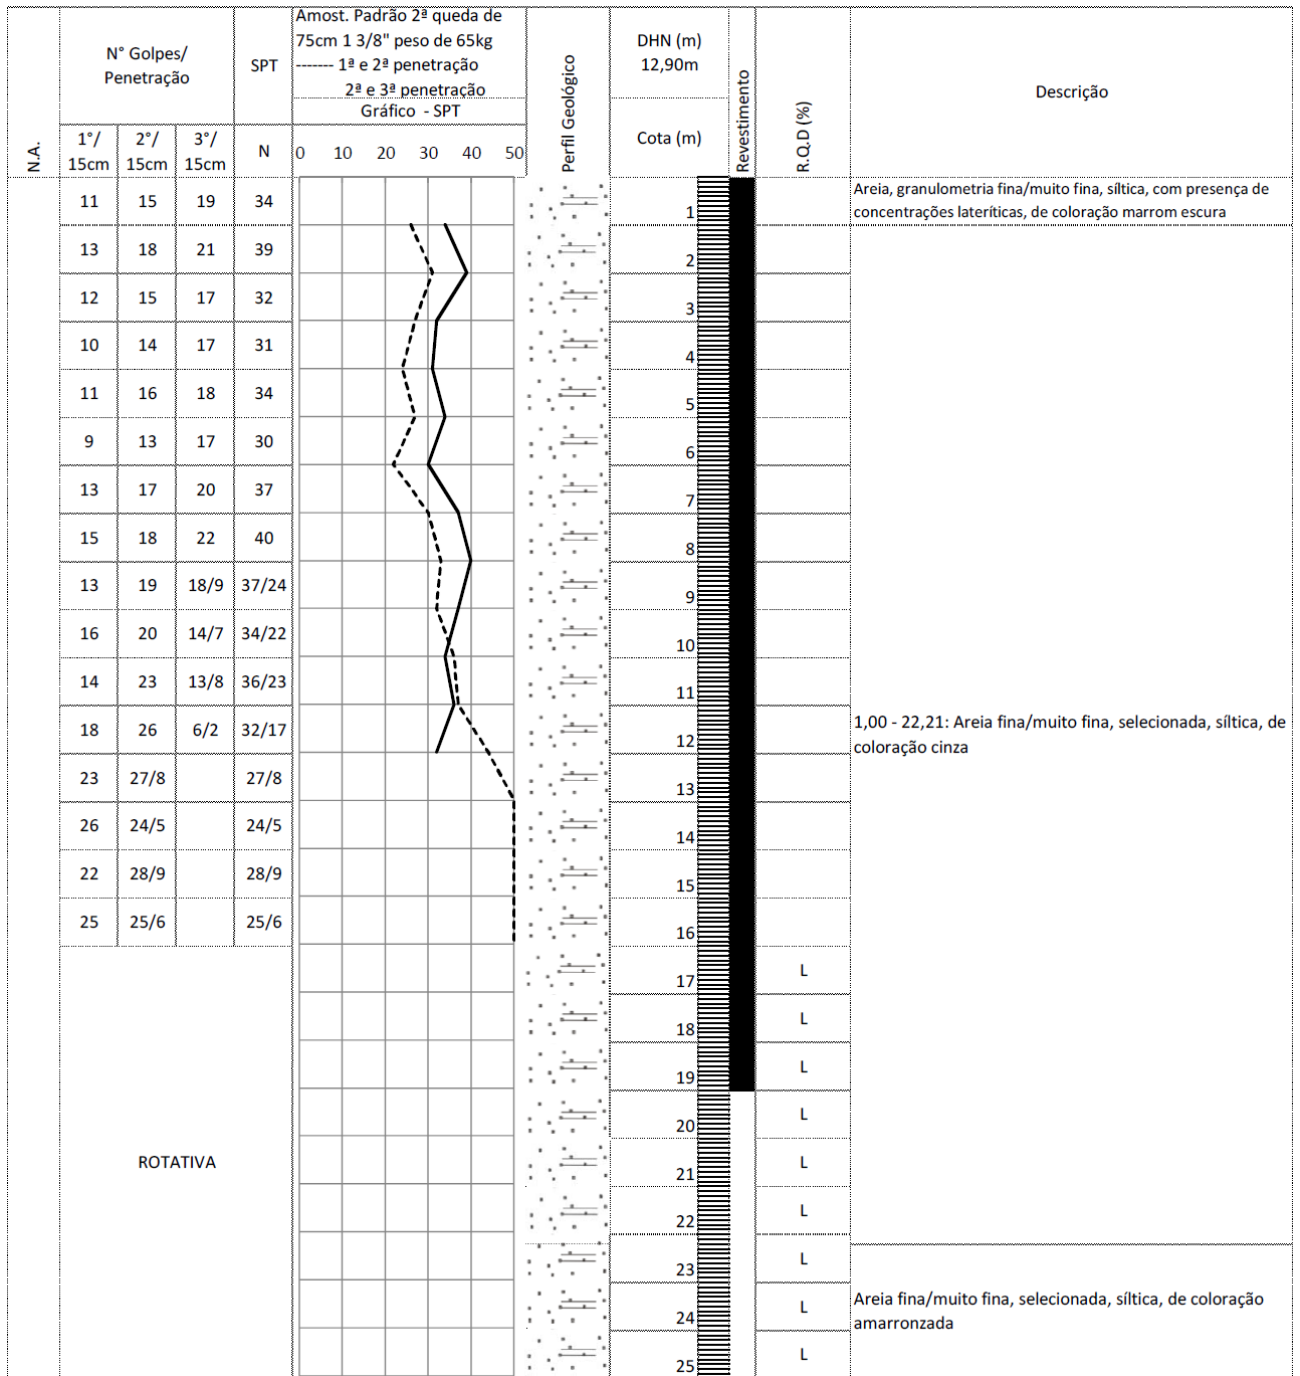 Amost. Padrão 2ª queda de
75cm 1 3/8" peso de 65kg
------- 1ª e 2ª penetração
2ª e 3ª penetração
Gráfico - SPT
N° Golpes/
Penetração
SPT
DHN (m)
12,90m
Descrição
N.A.
1°/
15cm
2°/
15cm
3°/
15cm
N
0 10 20 30 40 50
Perfil Geológico
Cota (m)
Revestimento
R.Q.D (%)
11 15 19 34 1
Areia, granulometria fina/muito fina, síltica, com presença de
concentrações lateríticas, de coloração marrom escura
13 18 21 39 2
12 15 17 32 3
10 14 17 31 4
11 16 18 34 5
9 13 17 30 6
13 17 20 37 7
15 18 22 40 8
13 19 18/9 37/24 9
16 20 14/7 34/22 10
14 23 13/8 36/23 11
18 26 6/2 32/17 12
1,00 - 22,21: Areia fina/muito fina, selecionada, síltica, de
coloração cinza
23 27/8 27/8 13
26 24/5 24/5 14
22 28/9 28/9 15
25 25/6 25/6 16
17 L
18 L
19 L
20 L
ROTATIVA
21 L
22 L
23 L
24 L
Areia fina/muito fina, selecionada, síltica, de coloração
amarronzada
25 L